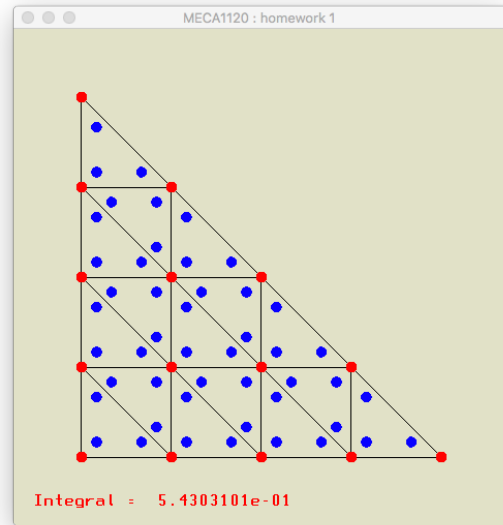 MECA1120 : homework 1
Integral = 5.4303101e-01